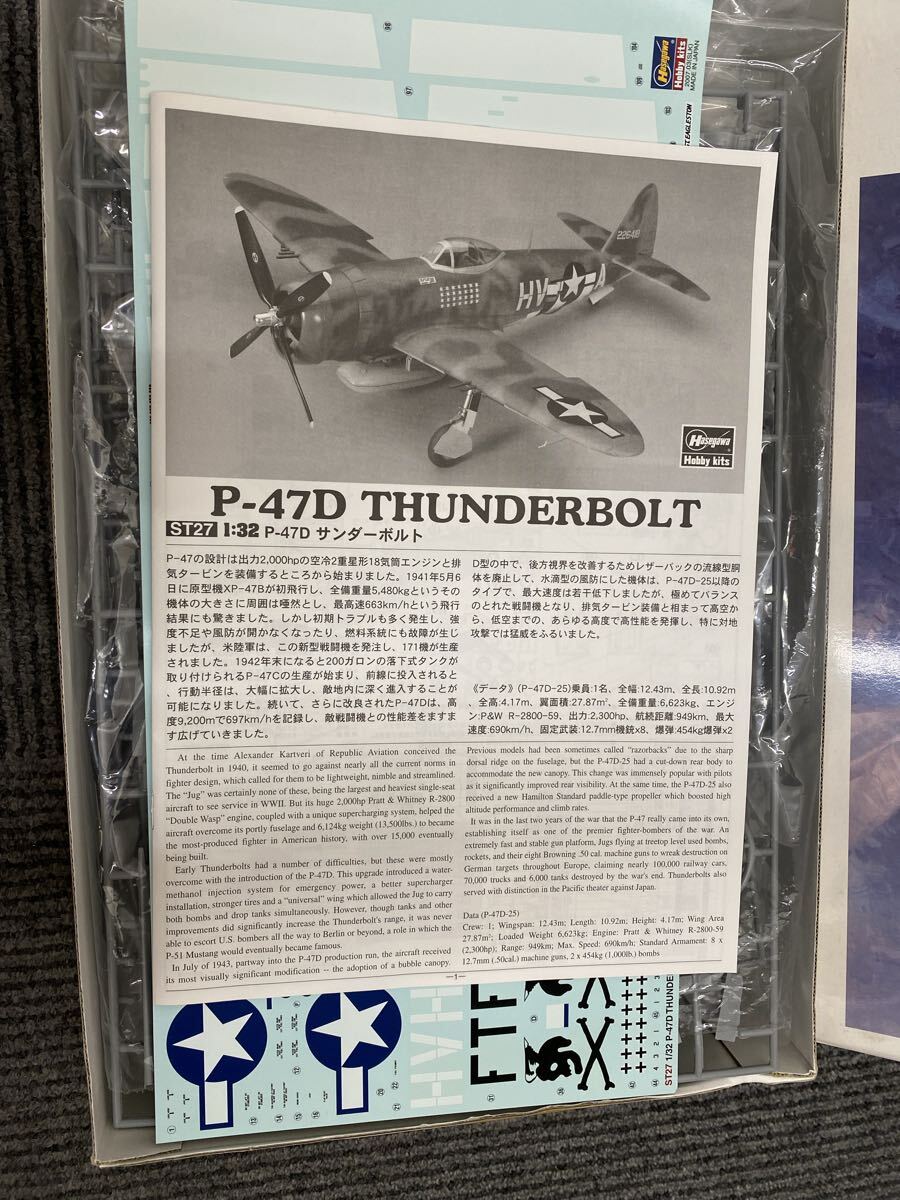 98
97
Hasegawa
Hobby kits
2007.03(SLK)
MADE IN JAPAN
EAGLESTON
226418
HV
A
Hasegawa
Hobby kits
P-47D THUNDERBOLT
ST27 1:32 P-47D サンダーボルト
P-47の設計は出力2,000hpの空冷2重星形18気筒エンジンと排
気タービンを装備するところから始まりました。1941年5月6
日に原型機XP-47Bが初飛行し、全備重量5,480kgというその
機体の大きさに周囲は唖然とし、最高速663km/hという飛行
結果にも驚きました。しかし初期トラブルも多く発生し、強
度不足や風防が開かなくなったり、燃料系統にも故障が生じ
ましたが、米陸軍は、この新型戦闘機を発注し、171機が生産
されました。1942年末になると200ガロンの落下式タンクが
取り付けられるP-47Cの生産が始まり、前線に投入されると
、行動半径は、大幅に拡大し、敵地内に深く進入することが
可能になりました。続いて、さらに改良されたP-47Dは、高
度9,200mで697km/hを記録し、敵戦闘機との性能差をますま
す広げていきました。
D型の中で、後方視界を改善するためレザーバックの流線型胴
体を廃止して、水滴型の風防にした機体は、P-47D-25以降の
タイプで、最大速度は若干低下しましたが、極めてバランス
のとれた戦闘機となり、排気タービン装備と相まって高空か
ら、低空までの、あらゆる高度で高性能を発揮し、特に対地
攻撃では猛威をふるいました。
《データ》(P-47D-25)乗員:1名、全幅:12.43m、全長:10.92m
、全高:4.17m、翼面積:27.87m²、全備重量:6,623kg、エンジ
ン:P&W R-2800-59、出力:2,300hp、航続距離:949km、最大
速度:690km/h、固定武装:12.7mm機銃x8、爆弾:454kg爆弾x2
At the time Alexander Kartveri of Republic Aviation conceived the
Thunderbolt in 1940, it seemed to go against nearly all the current norms in
fighter design, which called for them to be lightweight, nimble and streamlined.
The "Jug" was certainly none of these, being the largest and heaviest single-seat
aircraft to see service in WWII. But its huge 2,000hp Pratt & Whitney R-2800
"Double Wasp" engine, coupled with a unique supercharging system, helped the
aircraft overcome its portly fuselage and 6,124kg weight (13,500lbs.) to become
the most-produced fighter in American history, with over 15,000 eventually
being built.
Early Thunderbolts had a number of difficulties, but these were mostly
overcome with the introduction of the P-47D. This upgrade introduced a water-
methanol injection system for emergency power, a better supercharger
installation, stronger tires and a "universal" wing which allowed the Jug to carry
both bombs and drop tanks simultaneously. However, though tanks and other
improvements did significantly increase the Thunderbolt's range, it was never
able to escort U.S. bombers all the way to Berlin or beyond, a role in which the
P-51 Mustang would eventually became famous.
In July of 1943, partway into the P-47D production run, the aircraft received
its most visually significant modification -- the adoption of a bubble canopy.
Previous models had been sometimes called "razorbacks" due to the sharp
dorsal ridge on the fuselage, but the P-47D-25 had a cut-down rear body to
accommodate the new canopy. This change was immensely popular with pilots
as it significantly improved rear visibility. At the same time, the P-47D-25 also
received a new Hamilton Standard paddle-type propeller which boosted high
altitude performance and climb rates.
It was in the last two years of the war that the P-47 really came into its own,
establishing itself as one of the premier fighter-bombers of the war. An
extremely fast and stable gun platform, Jugs flying at treetop level used bombs,
rockets, and their eight Browning .50 cal. machine guns to wreak destruction on
German targets throughout Europe, claiming nearly 100,000 railway cars,
70,000 trucks and 6,000 tanks destroyed by the war's end. Thunderbolts also
served with distinction in the Pacific theater against Japan.
Data (P-47D-25)
Crew: 1; Wingspan: 12.43m; Length: 10.92m; Height: 4.17m; Wing Area
27.87m²; Loaded Weight 6,623kg; Engine: Pratt & Whitney R-2800-59
(2,300hp); Range: 949km; Max. Speed: 690km/h; Standard Armament: 8 x
12.7mm (.50cal.) machine guns, 2 x 454kg (1,000lb.) bombs
—1—
FTF
ST27 1/32 P-47D THUNDER